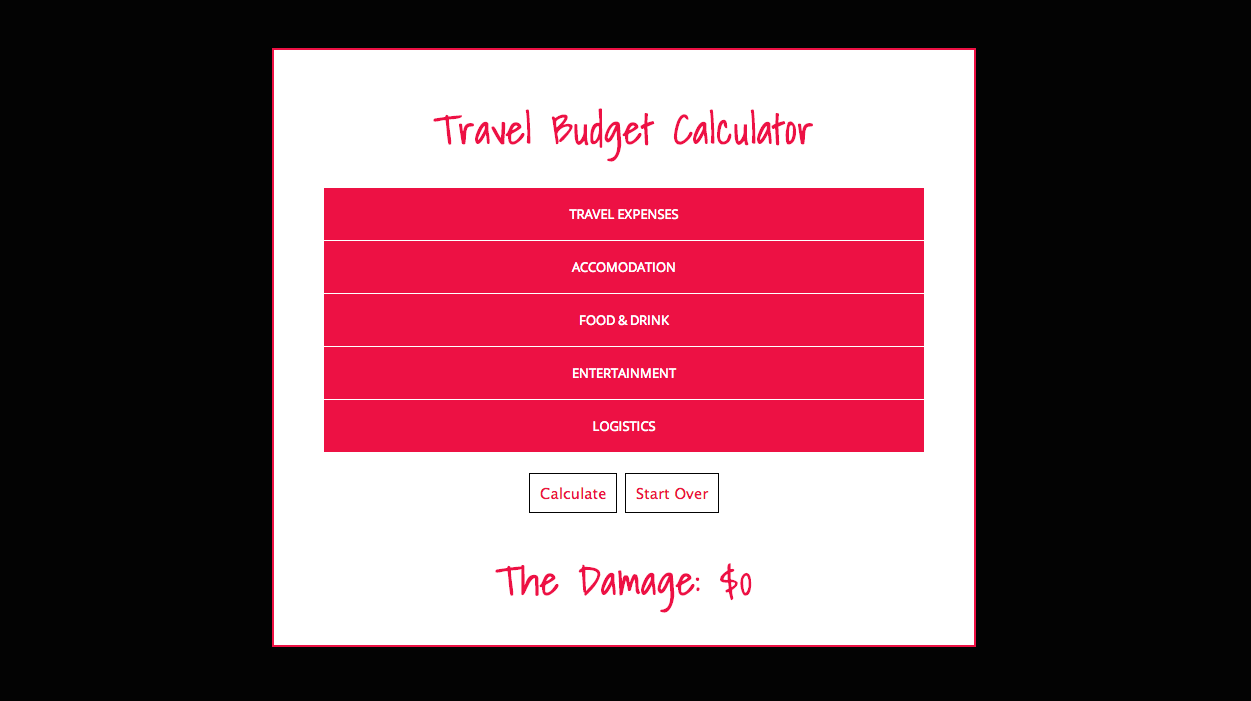 Travel Budget Calculator
TRAVEL EXPENSES
ACCOMODATION
FOOD & DRINK
ENTERTAINMENT
LOGISTICS
Calculate Start Over
The Damage: $0